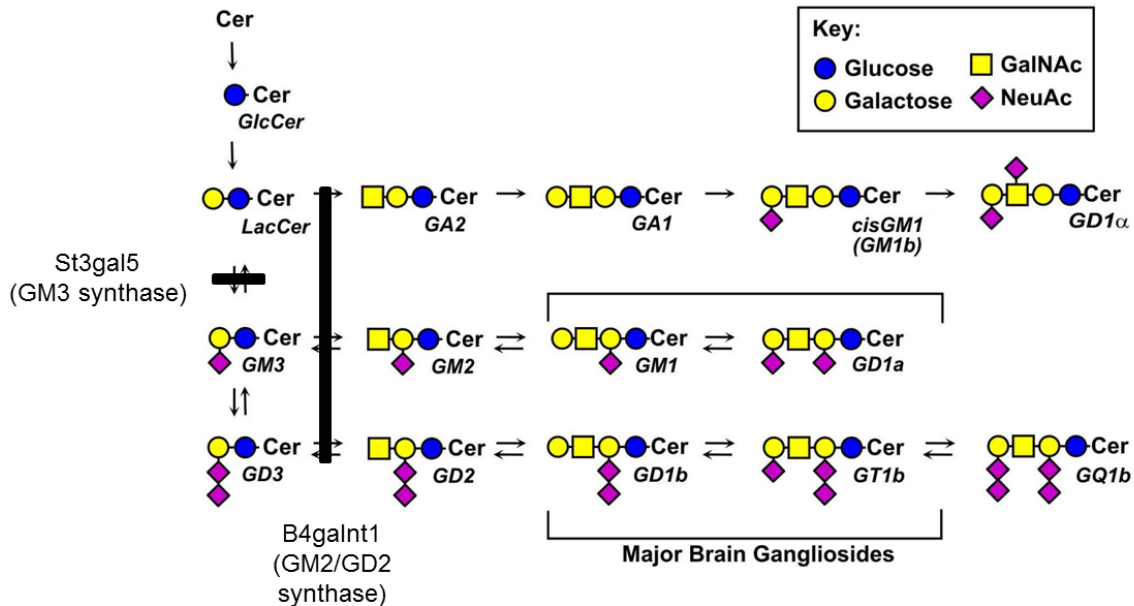 Cer
Key:
Glucose
GalNAc
Galactose
NeuAc
Cer
GlcCer
Cer
LacCer
Cer
GA2
Cer
GA1
Cer
cisGM1
(GM1b)
Cer
GD1α
St3gal5
(GM3 synthase)
Cer
GM3
Cer
GM2
Cer
GM1
Cer
GD1a
Cer
GD3
Cer
GD2
Cer
GD1b
Cer
GT1b
Cer
GQ1b
B4galnt1
(GM2/GD2
synthase)
Major Brain Gangliosides